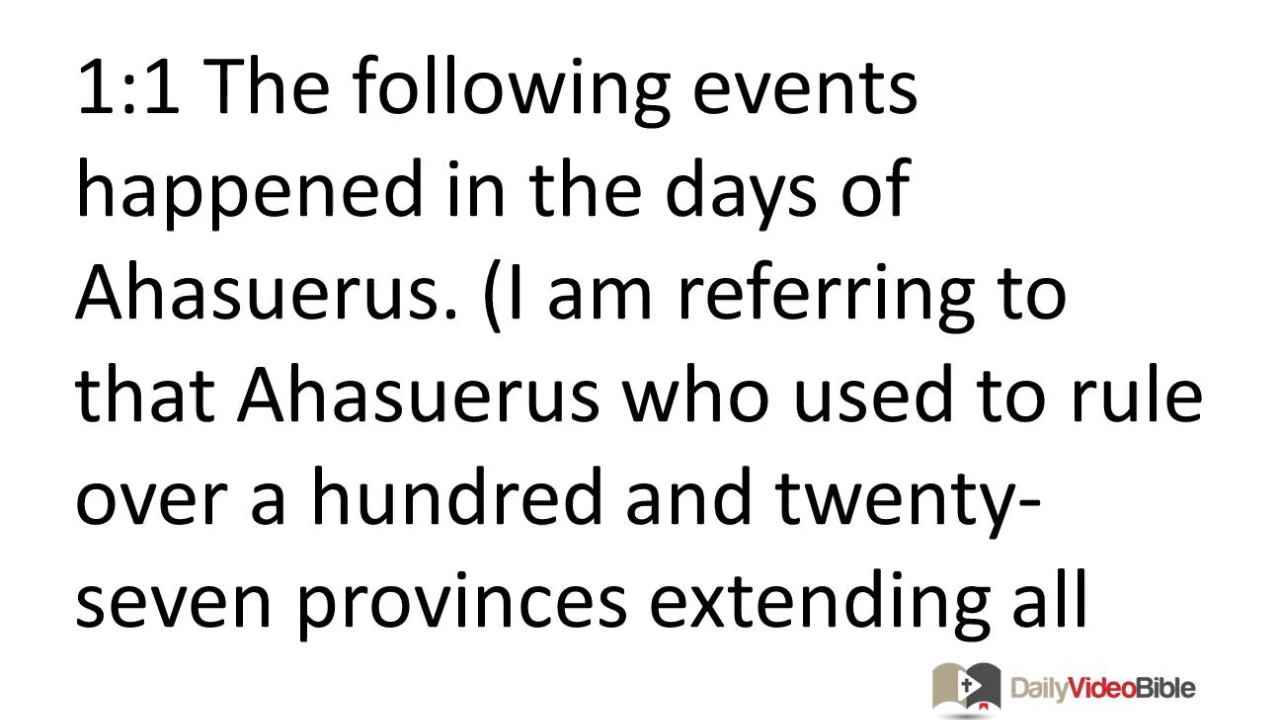 1:1 The following events
happened in the days of
Ahasuerus. (I am referring to
that Ahasuerus who used to rule
over a hundred and twenty-
seven provinces extending all
DailyVideoBible